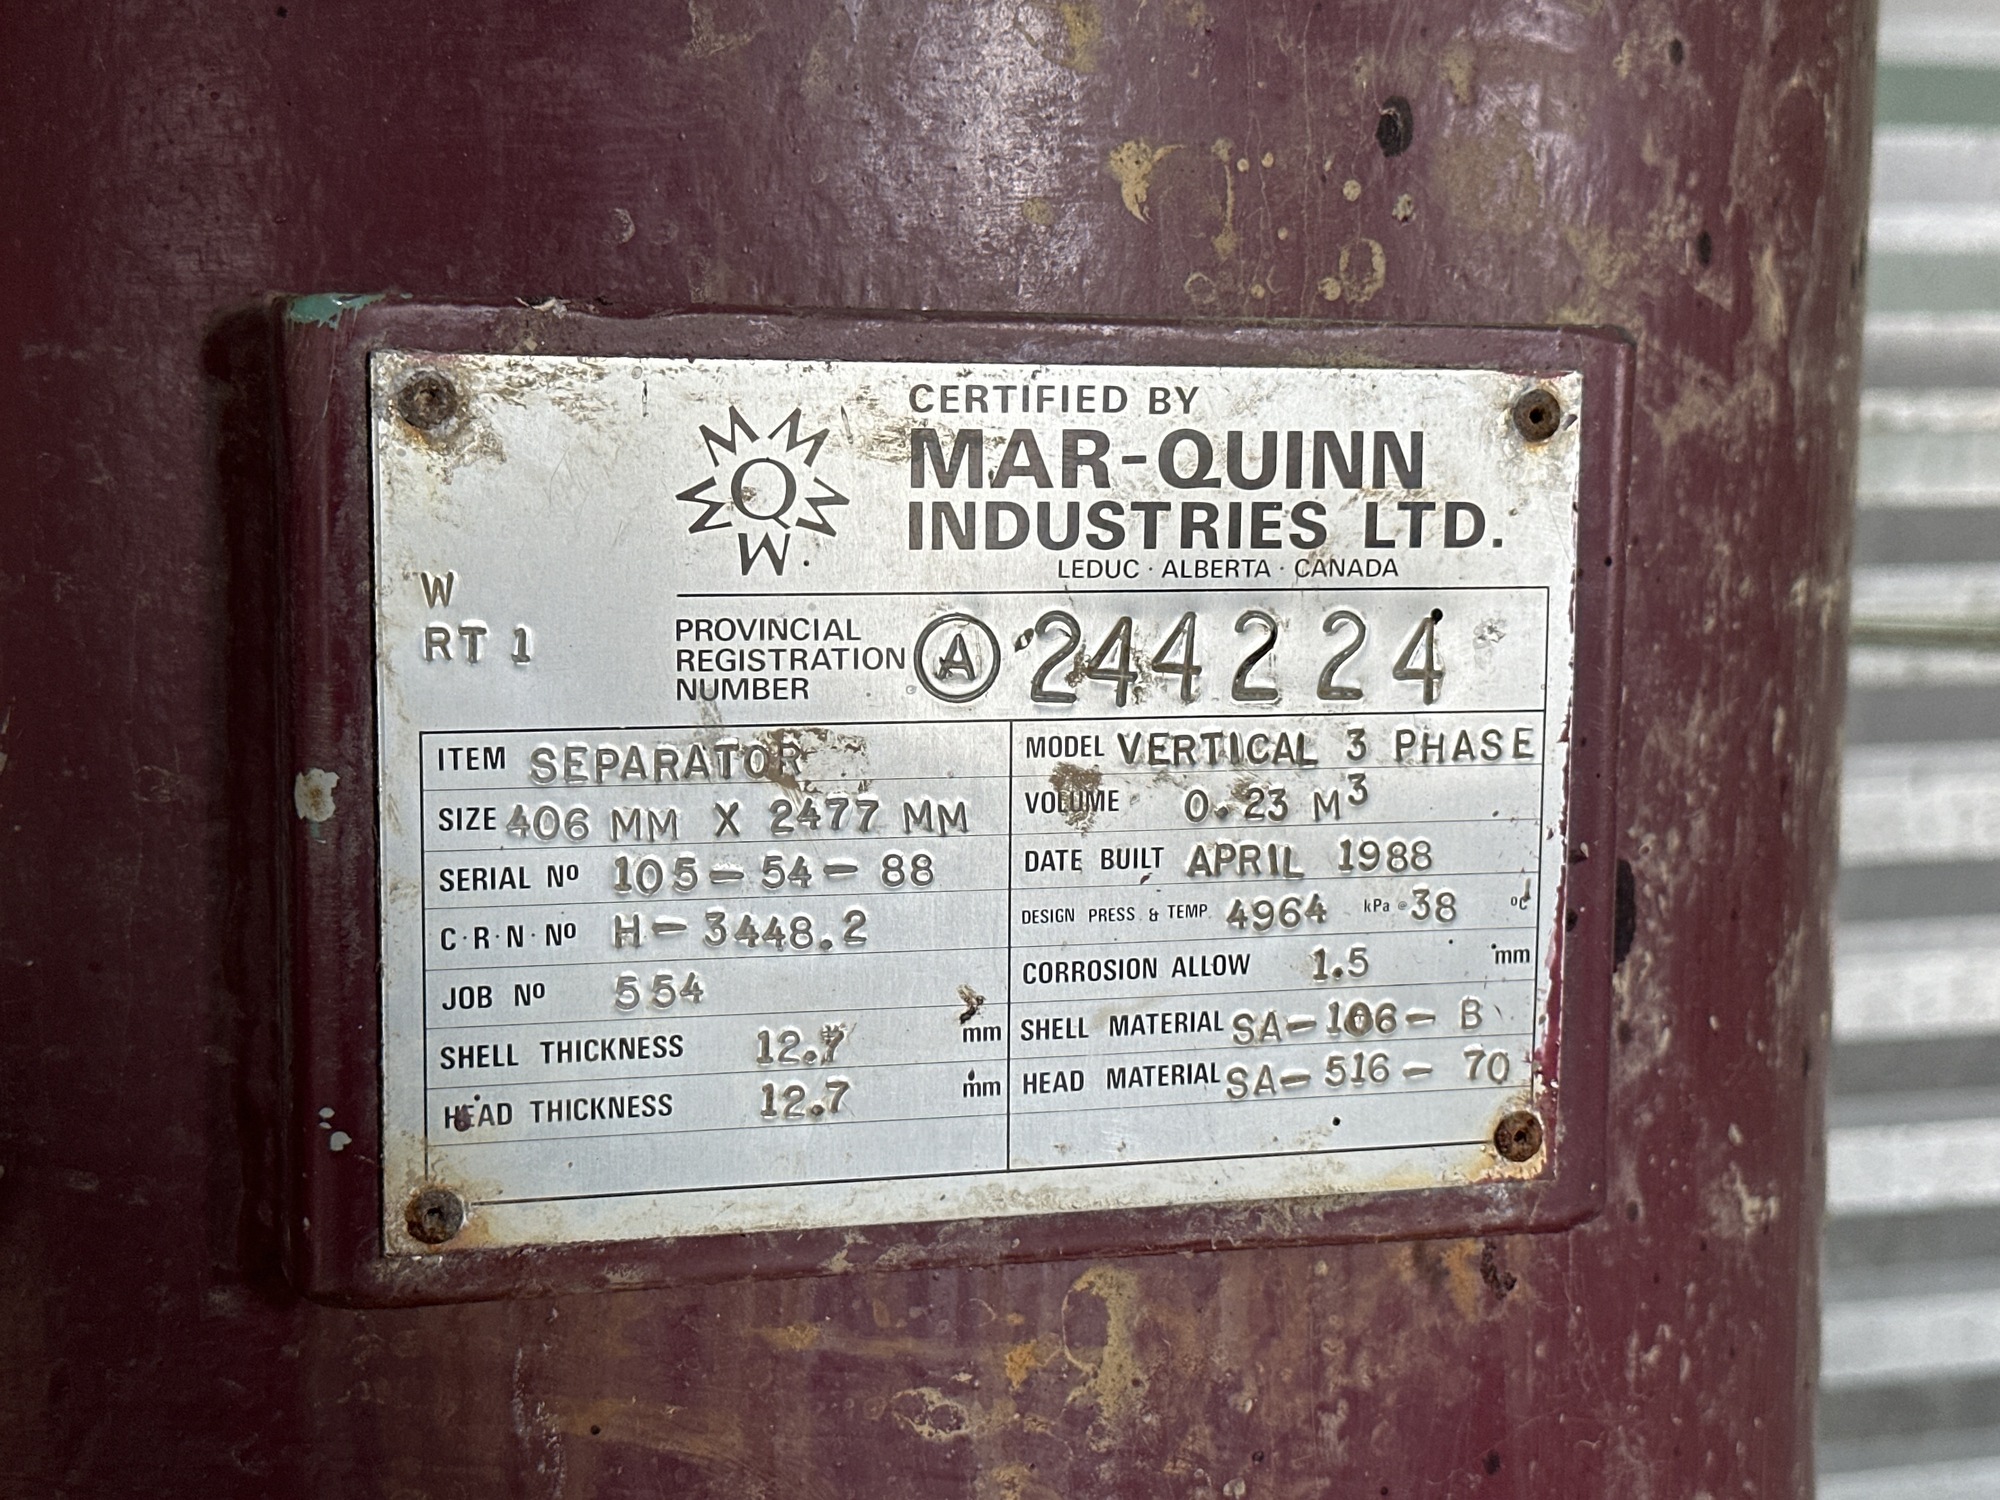 CERTIFIED BY
MAR-QUINN
INDUSTRIES LTD.
LEDUC · ALBERTA · CANADA
MQW
W
RT 1
PROVINCIAL
REGISTRATION
NUMBER
A 244224
ITEM SEPARATOR
SIZE 406 MM X 2477 MM
SERIAL Nº 105-54-88
C·R·N· Nº H-3448.2
JOB Nº 554
SHELL THICKNESS 12.7 mm
HEAD THICKNESS 12.7 mm
MODEL VERTICAL 3 PHASE
VOLUME 0.23 M³
DATE BUILT APRIL 1988
DESIGN PRESS. & TEMP. 4964 kPa @ 38 ºC
CORROSION ALLOW 1.5 mm
SHELL MATERIAL SA-106-B
HEAD MATERIAL SA-516-70